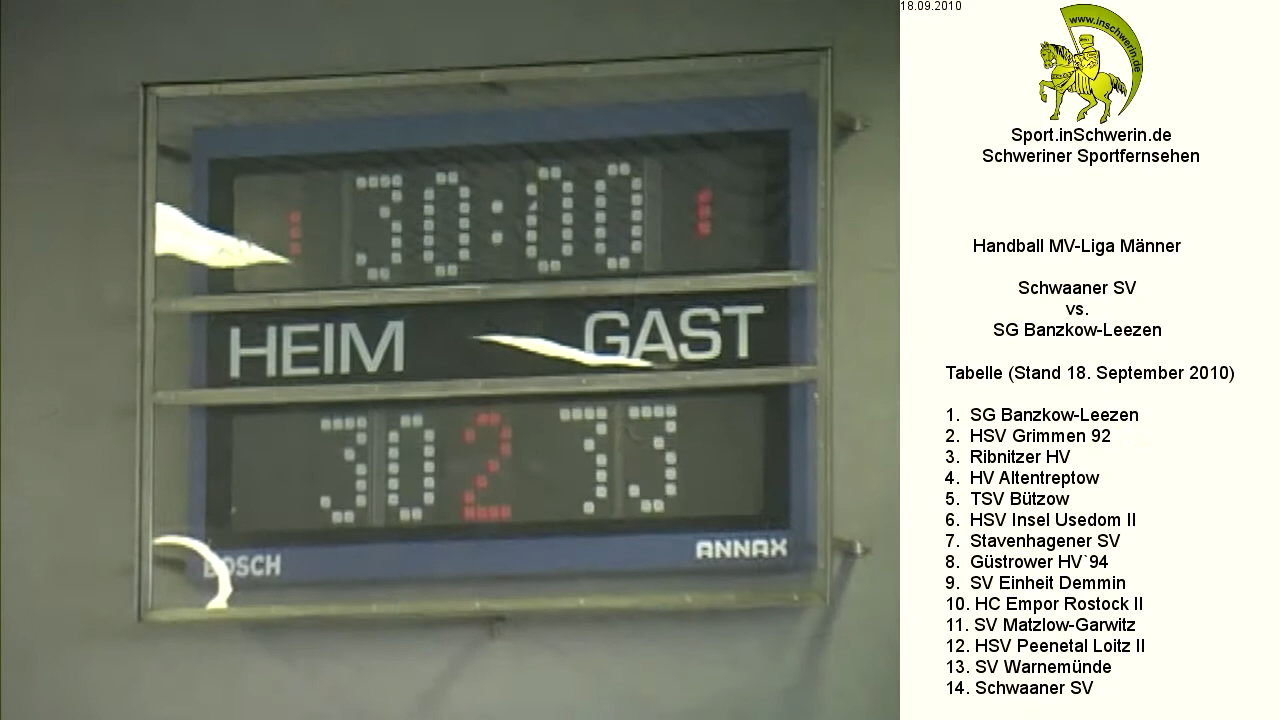 18.09.2010
www.inschwerin.de
Sport.inSchwerin.de
Schweriner Sportfernsehen
1 30:00 1
HEIM GAST
30 2 33
BOSCH ANNAX
Handball MV-Liga Männer
Schwaaner SV
vs.
SG Banzkow-Leezen
Tabelle (Stand 18. September 2010)
1. SG Banzkow-Leezen
2. HSV Grimmen 92
3. Ribnitzer HV
4. HV Altentreptow
5. TSV Bützow
6. HSV Insel Usedom II
7. Stavenhagener SV
8. Güstrower HV`94
9. SV Einheit Demmin
10. HC Empor Rostock II
11. SV Matzlow-Garwitz
12. HSV Peenetal Loitz II
13. SV Warnemünde
14. Schwaaner SV